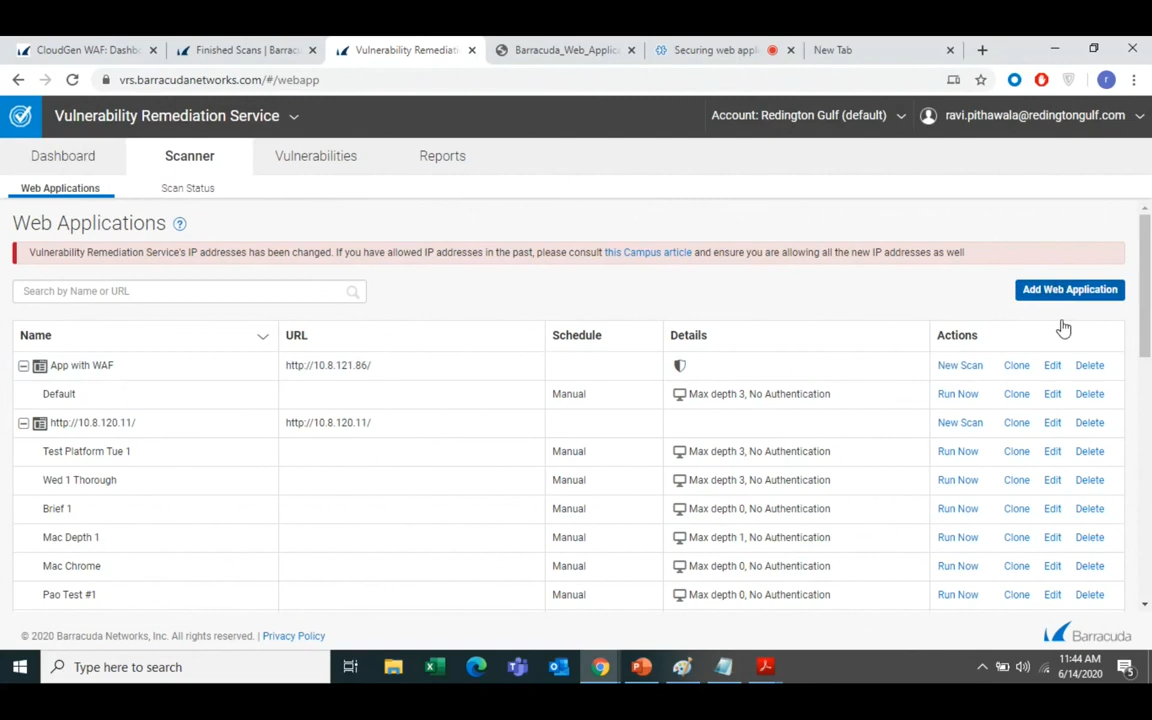 CloudGen WAF: Dashb
Finished Scans | Barracu
Vulnerability Remediati
Barracuda_Web_Applic
Securing web appl
New Tab
vrs.barracudanetworks.com/#/webapp
Vulnerability Remediation Service
Account: Redington Gulf (default)
ravi.pithawala@redingtongulf.com
Dashboard
Scanner
Vulnerabilities
Reports
Web Applications
Scan Status
Web Applications ?
Vulnerability Remediation Service's IP addresses has been changed. If you have allowed IP addresses in the past, please consult this Campus article and ensure you are allowing all the new IP addresses as well
Search by Name or URL
Add Web Application
Name URL Schedule Details Actions
App with WAF http://10.8.121.86/ New Scan Clone Edit Delete
Default Manual Max depth 3, No Authentication Run Now Clone Edit Delete
http://10.8.120.11/ http://10.8.120.11/ New Scan Clone Edit Delete
Test Platform Tue 1 Manual Max depth 3, No Authentication Run Now Clone Edit Delete
Wed 1 Thorough Manual Max depth 3, No Authentication Run Now Clone Edit Delete
Brief 1 Manual Max depth 0, No Authentication Run Now Clone Edit Delete
Mac Depth 1 Manual Max depth 1, No Authentication Run Now Clone Edit Delete
Mac Chrome Manual Max depth 0, No Authentication Run Now Clone Edit Delete
Pao Test #1 Manual Max depth 0, No Authentication Run Now Clone Edit Delete
© 2020 Barracuda Networks, Inc. All rights reserved. | Privacy Policy
Barracuda
Type here to search
11:44 AM
6/14/2020
5